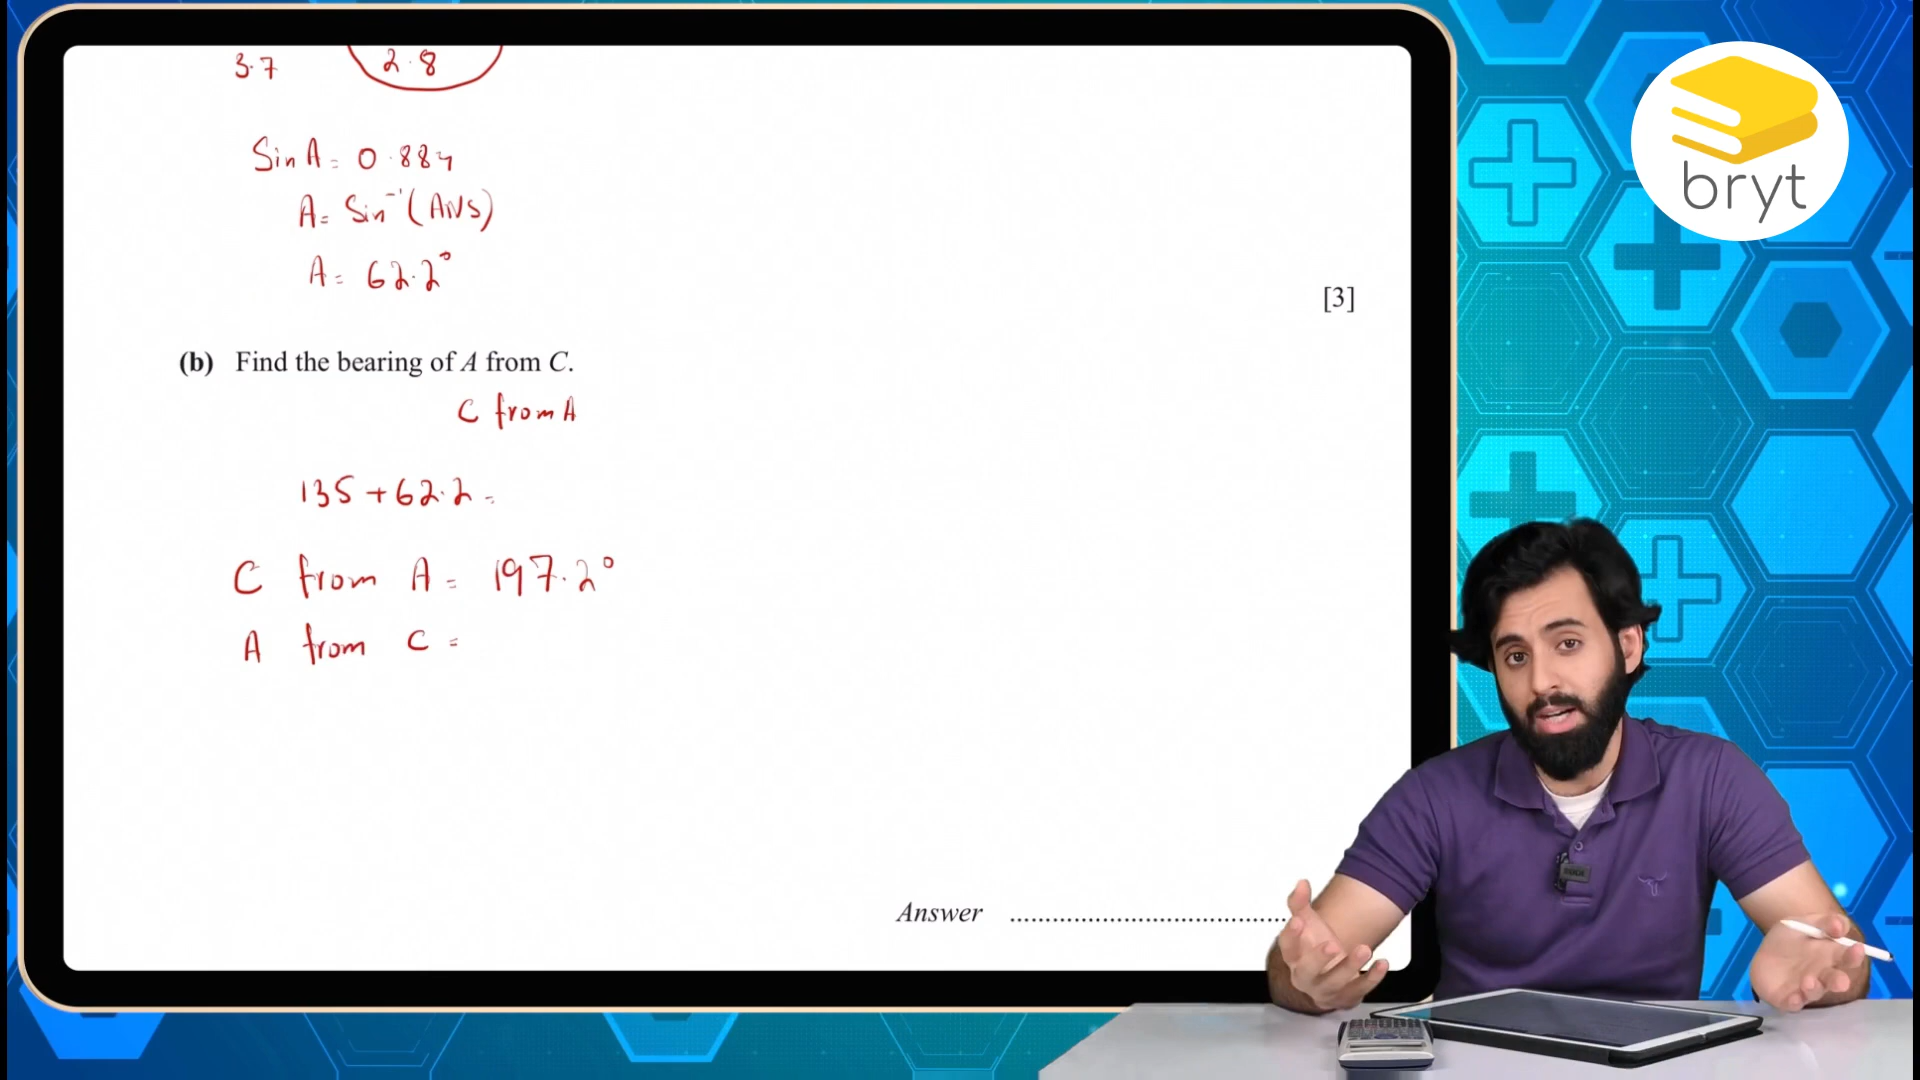 3.7 2.8
Sin A = 0.884
A = Sin⁻¹ (ANS)
A = 62.2°
[3]
(b) Find the bearing of A from C.
C from A
135 + 62.2 =
C from A = 197.2°
A from C =
Answer ........................................
bryt